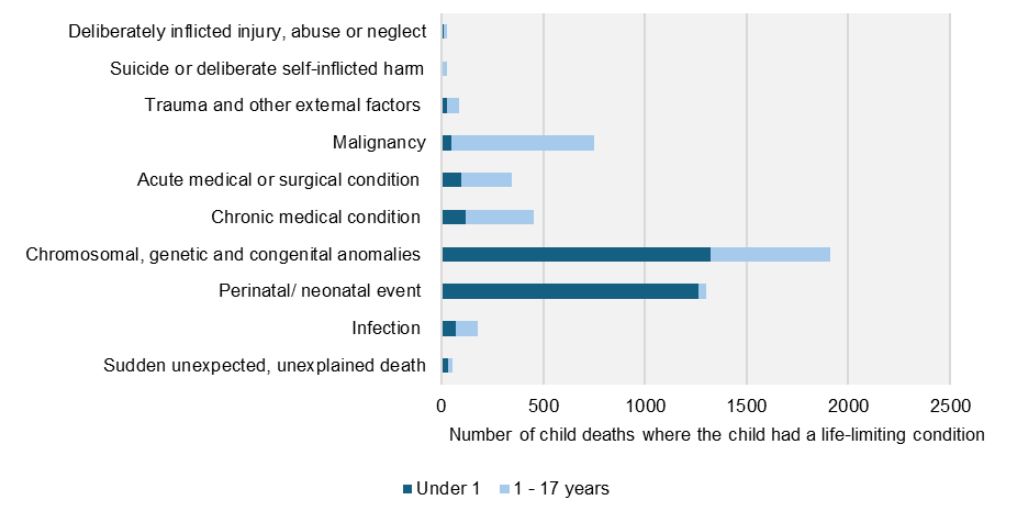 Deliberately inflicted injury, abuse or neglect
Suicide or deliberate self-inflicted harm
Trauma and other external factors
Malignancy
Acute medical or surgical condition
Chronic medical condition
Chromosomal, genetic and congenital anomalies
Perinatal/ neonatal event
Infection
Sudden unexpected, unexplained death
0 500 1000 1500 2000 2500
Number of child deaths where the child had a life-limiting condition
Under 1 1 - 17 years